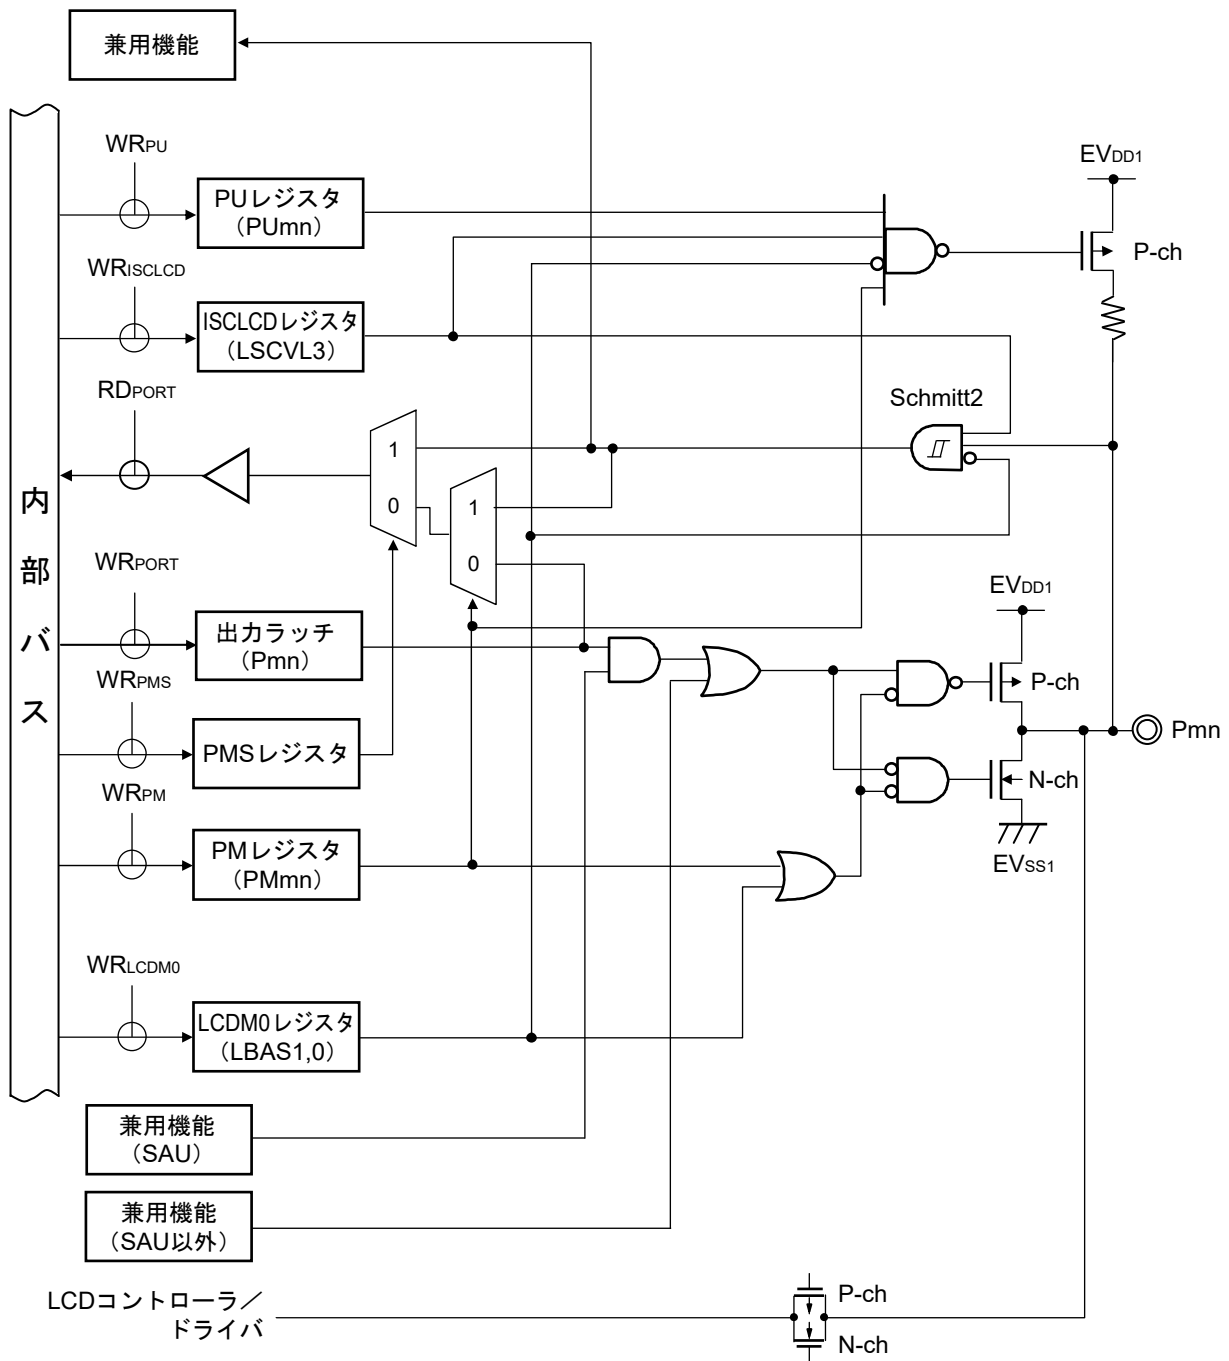 兼用機能
WRPU
EVDD1
PUレジスタ
（PUmn）
P-ch
WRISCLCD
ISCLCDレジスタ
（LSCVL3）
RDPORT
Schmitt2
1
0
1
0
内部バス
WRPORT
EVDD1
出力ラッチ
（Pmn）
WRPMS
P-ch
Pmn
PMSレジスタ
N-ch
WRPM
PMレジスタ
（PMmn）
EVSS1
WRLCDM0
LCDM0レジスタ
（LBAS1,0）
兼用機能
（SAU）
兼用機能
（SAU以外）
LCDコントローラ／
ドライバ
P-ch
N-ch